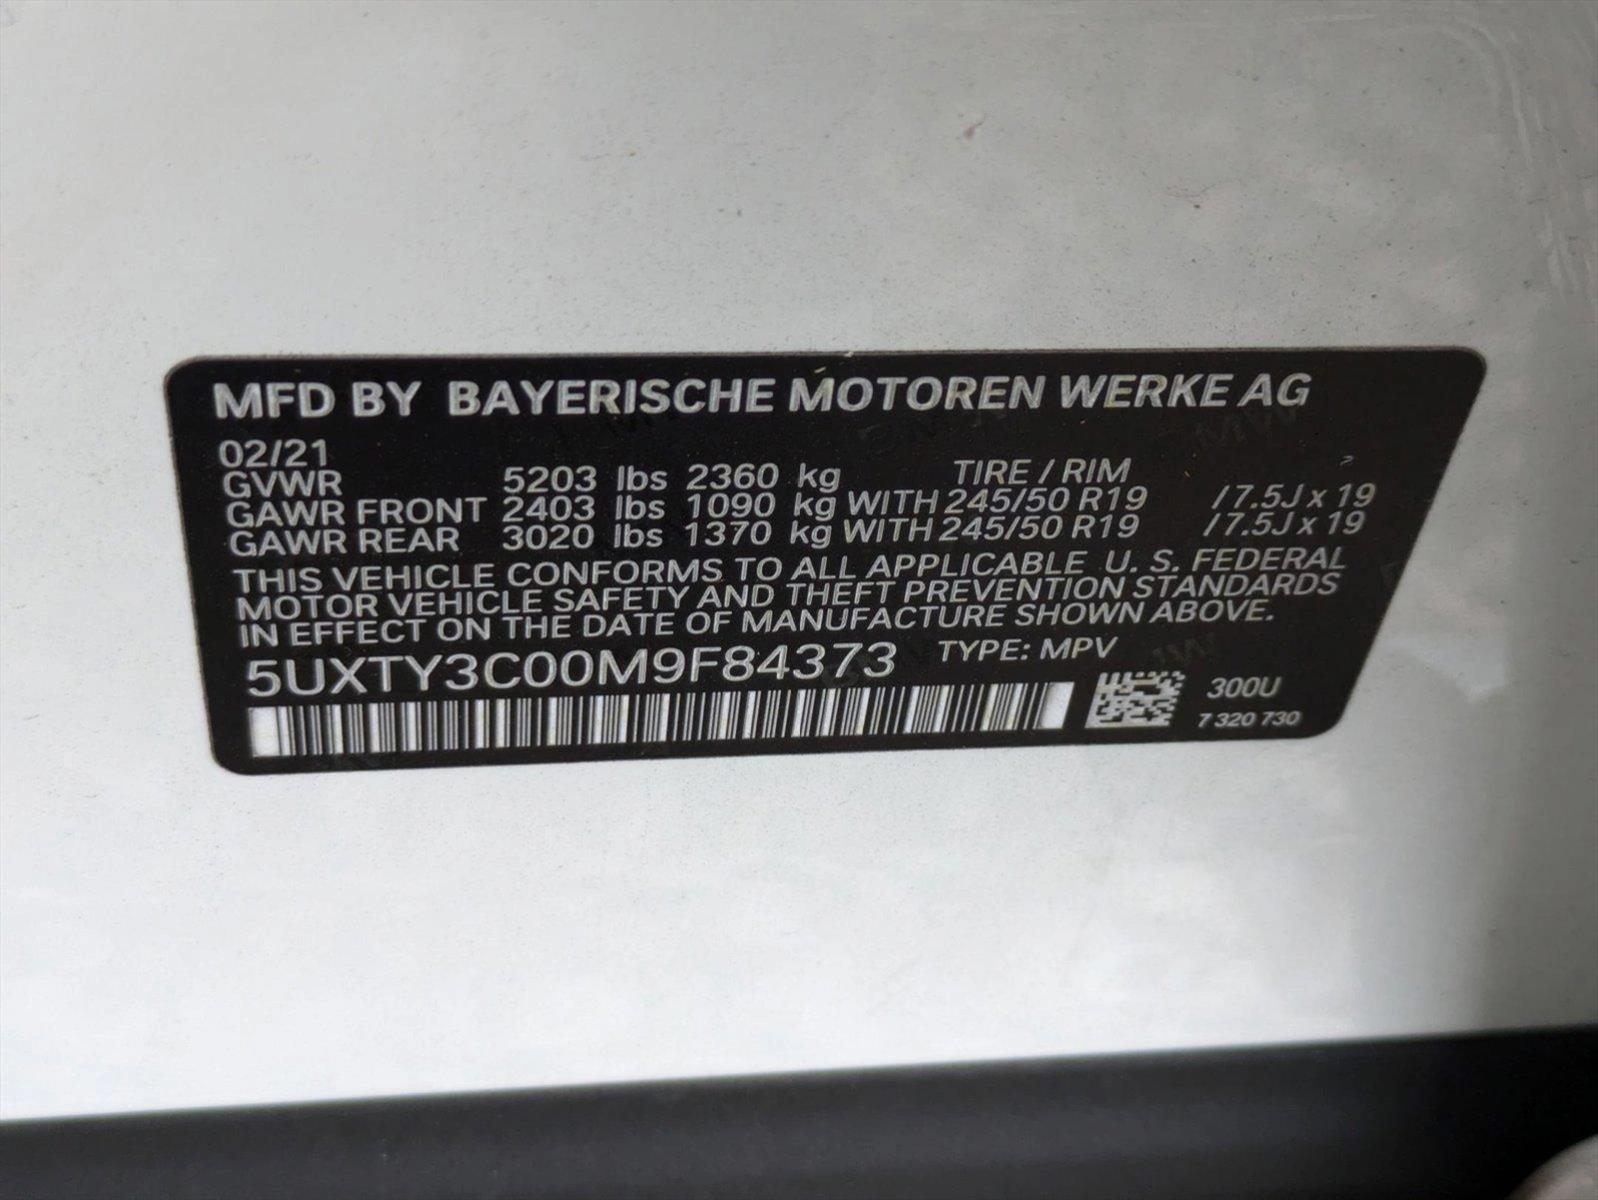 MFD BY BAYERISCHE MOTOREN WERKE AG
02/21
GVWR 5203 lbs 2360 kg TIRE / RIM
GAWR FRONT 2403 lbs 1090 kg WITH 245/50 R19 / 7.5J x 19
GAWR REAR 3020 lbs 1370 kg WITH 245/50 R19 / 7.5J x 19
THIS VEHICLE CONFORMS TO ALL APPLICABLE U. S. FEDERAL
MOTOR VEHICLE SAFETY AND THEFT PREVENTION STANDARDS
IN EFFECT ON THE DATE OF MANUFACTURE SHOWN ABOVE.
5UXTY3C00M9F84373 TYPE: MPV
300U
7 320 730